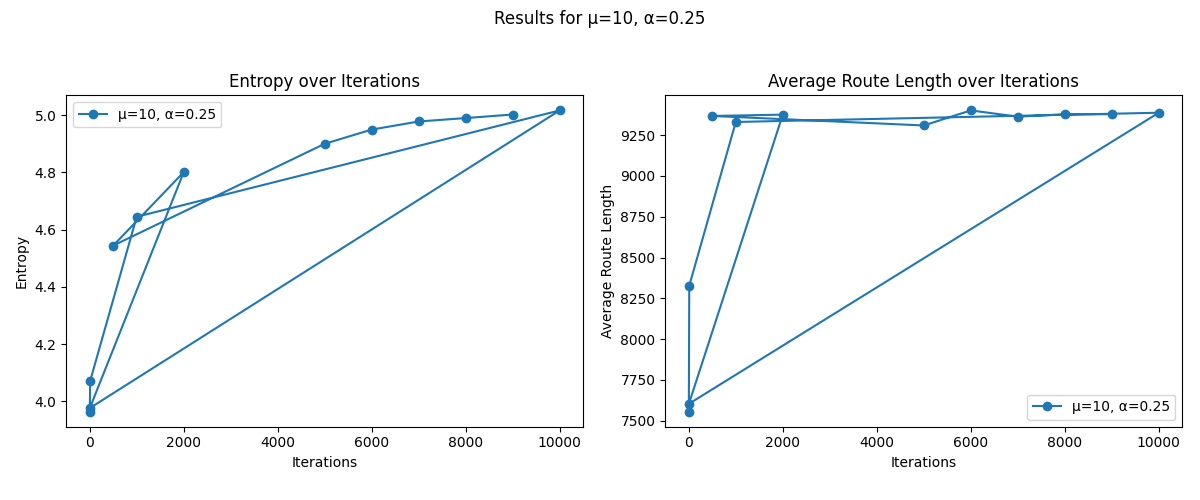 Results for μ=10, α=0.25
Entropy over Iterations
μ=10, α=0.25
5.0
4.8
4.6
4.4
4.2
4.0
Entropy
0
2000
4000
6000
8000
10000
Iterations
Average Route Length over Iterations
9250
9000
8750
8500
8250
8000
7750
7500
Average Route Length
μ=10, α=0.25
0
2000
4000
6000
8000
10000
Iterations